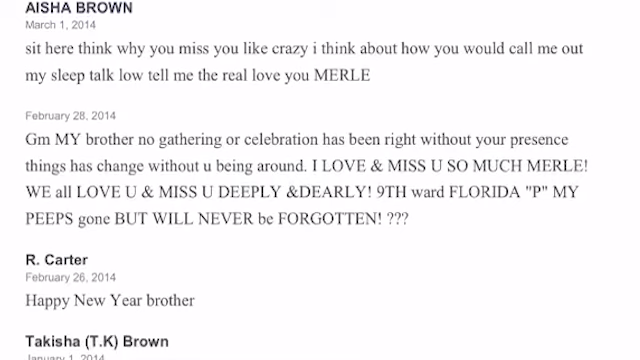 AISHA BROWN
March 1, 2014
sit here think why you miss you like crazy i think about how you would call me out
my sleep talk low tell me the real love you MERLE
February 28, 2014
Gm MY brother no gathering or celebration has been right without your presence
things has change without u being around. I LOVE & MISS U SO MUCH MERLE!
WE all LOVE U & MISS U DEEPLY &DEARLY! 9TH ward FLORIDA "P" MY
PEEPS gone BUT WILL NEVER be FORGOTTEN! ???
R. Carter
February 26, 2014
Happy New Year brother
Takisha (T.K) Brown
January 1, 2014